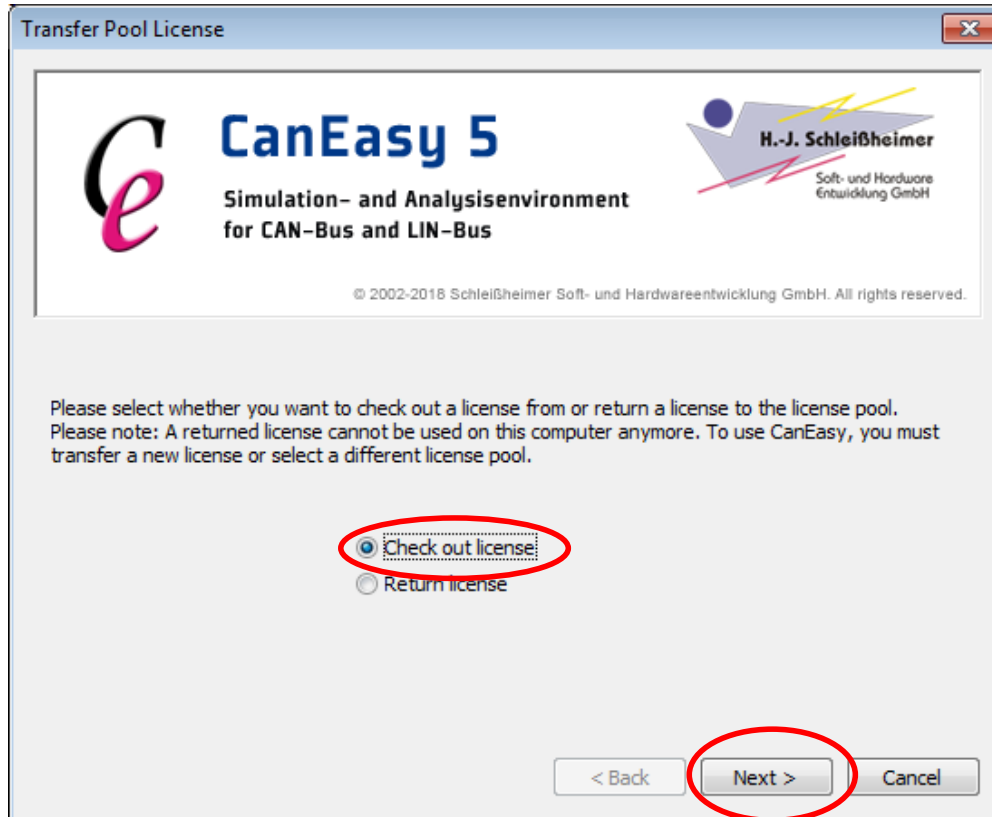 Transfer Pool License
Ce
CanEasy 5
Simulation- and Analysisenvironment
for CAN-Bus and LIN-Bus
H.-J. Schleißheimer
Soft- und Hardware
Entwicklung GmbH
© 2002-2018 Schleißheimer Soft- und Hardwareentwicklung GmbH. All rights reserved.
Please select whether you want to check out a license from or return a license to the license pool.
Please note: A returned license cannot be used on this computer anymore. To use CanEasy, you must
transfer a new license or select a different license pool.
Check out license
Return license
< Back Next > Cancel